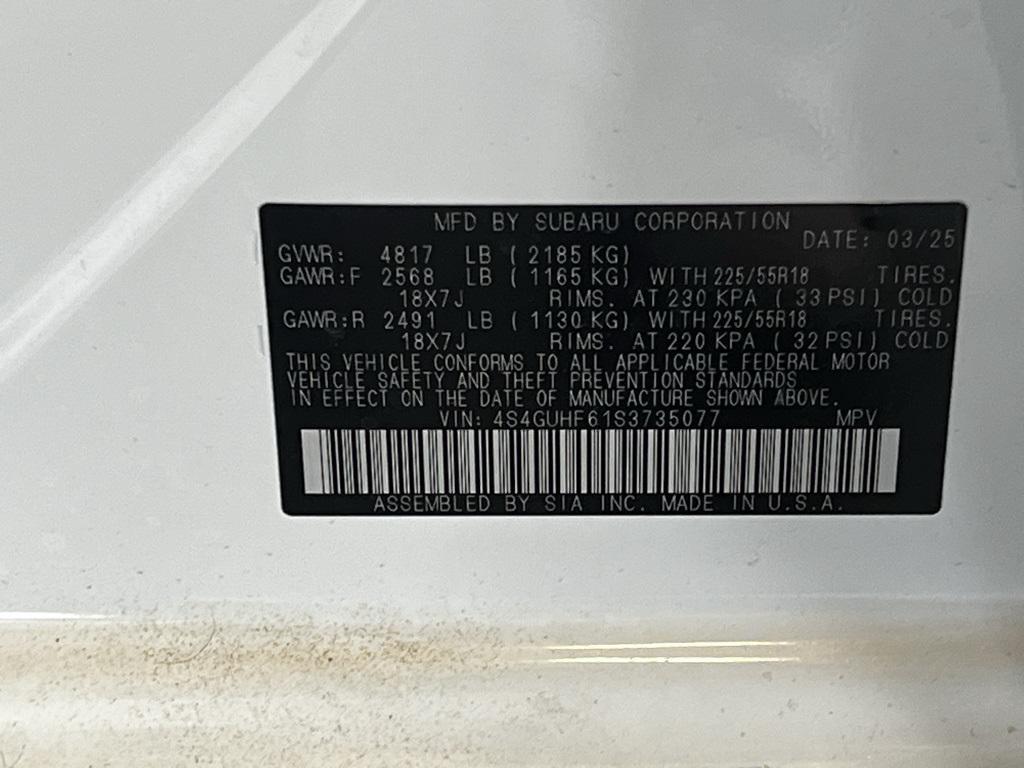 MFD BY SUBARU CORPORATION
DATE: 03/25
GVWR: 4817 LB ( 2185 KG)
GAWR:F 2568 LB ( 1165 KG) WITH 225/55R18 TIRES.
18X7J RIMS. AT 230 KPA ( 33 PSI) COLD
GAWR:R 2491 LB ( 1130 KG) WITH 225/55R18 TIRES.
18X7J RIMS. AT 220 KPA ( 32 PSI) COLD
THIS VEHICLE CONFORMS TO ALL APPLICABLE FEDERAL MOTOR
VEHICLE SAFETY AND THEFT PREVENTION STANDARDS
IN EFFECT ON THE DATE OF MANUFACTURE SHOWN ABOVE.
VIN: 4S4GUHF61S3735077 MPV
ASSEMBLED BY SIA INC. MADE IN U.S.A.